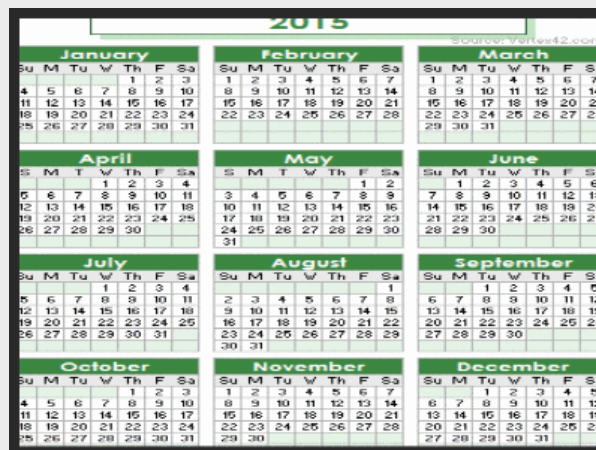 2015
Source: Vertex42.com
January
Su M Tu W Th F Sa
1 2 3
4 5 6 7 8 9 10
11 12 13 14 15 16 17
18 19 20 21 22 23 24
25 26 27 28 29 30 31
February
Su M Tu W Th F Sa
1 2 3 4 5 6 7
8 9 10 11 12 13 14
15 16 17 18 19 20 21
22 23 24 25 26 27 28
March
Su M Tu W Th F S
1 2 3 4 5 6 7
8 9 10 11 12 13
15 16 17 18 19 20
22 23 24 25 26 27
29 30 31
April
S M T W Th F Sa
1 2 3 4
5 6 7 8 9 10 11
12 13 14 15 16 17 18
19 20 21 22 23 24 25
26 27 28 29 30
May
S M T W Th F Sa
1 2
3 4 5 6 7 8 9
10 11 12 13 14 15 16
17 18 19 20 21 22 23
24 25 26 27 28 29 30
31
June
Su M Tu W Th F S
1 2 3 4 5 6
7 8 9 10 11 12
14 15 16 17 18 19
21 22 23 24 25 26
28 29 30
July
Su M Tu W Th F Sa
1 2 3 4
5 6 7 8 9 10 11
12 13 14 15 16 17 18
19 20 21 22 23 24 25
26 27 28 29 30 31
August
Su M Tu W Th F Sa
1
2 3 4 5 6 7 8
9 10 11 12 13 14 15
16 17 18 19 20 21 22
23 24 25 26 27 28 29
30 31
September
Su M Tu W Th F S
1 2 3 4 5
6 7 8 9 10 11
13 14 15 16 17 18
20 21 22 23 24 25
27 28 29 30
October
Su M Tu W Th F Sa
1 2 3
4 5 6 7 8 9 10
11 12 13 14 15 16 17
18 19 20 21 22 23 24
25 26 27 28 29 30 31
November
Su M Tu W Th F Sa
1 2 3 4 5 6 7
8 9 10 11 12 13 14
15 16 17 18 19 20 21
22 23 24 25 26 27 28
29 30
December
Su M Tu W Th F S
1 2 3 4 5
6 7 8 9 10 11
13 14 15 16 17 18
20 21 22 23 24 25
27 28 29 30 31